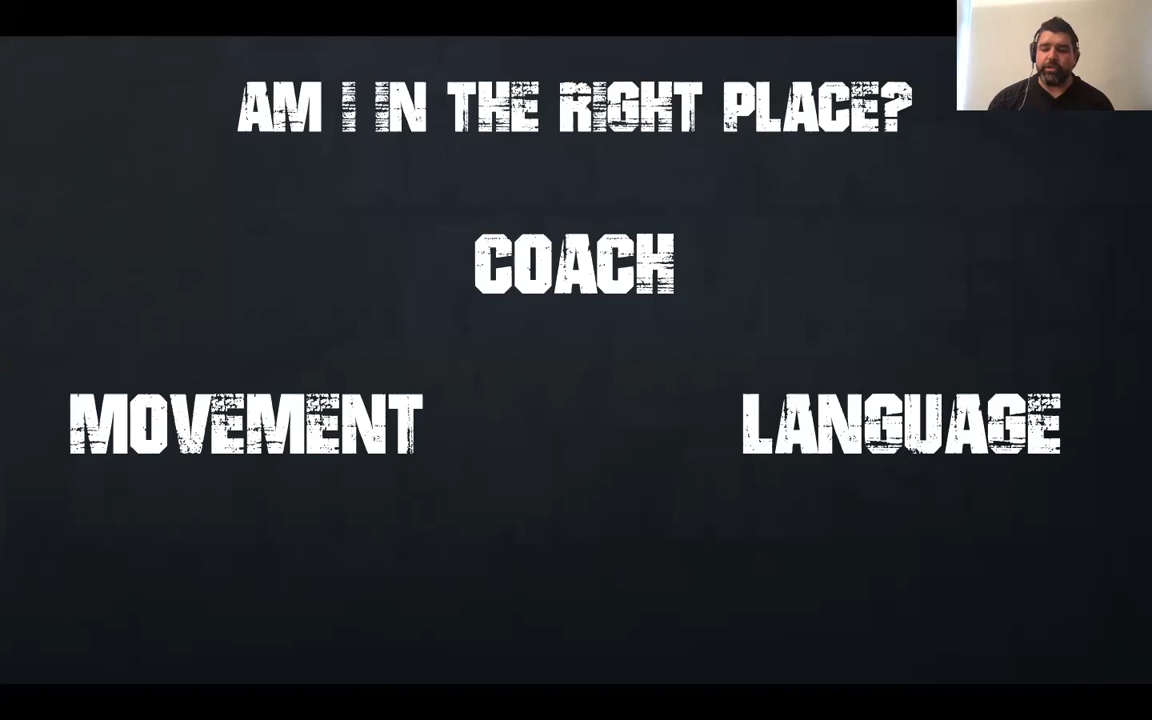 AM I IN THE RIGHT PLACE?
COACH
MOVEMENT
LANGUAGE